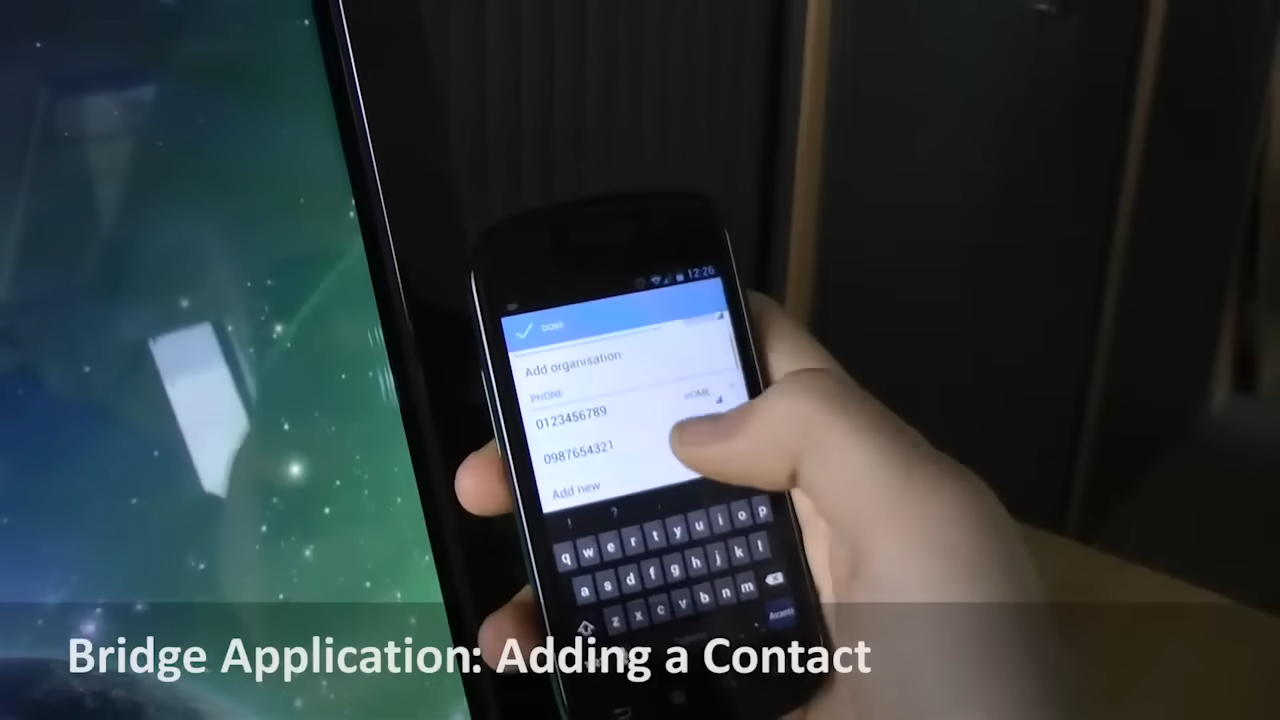 12:26
DONE
Add organisation
PHONE
0123456789 HOME
0987654321
Add new
! ?
q w e r t y u i o p
a s d f g h j k l
z x c v b n m
Bridge Application: Adding a Contact